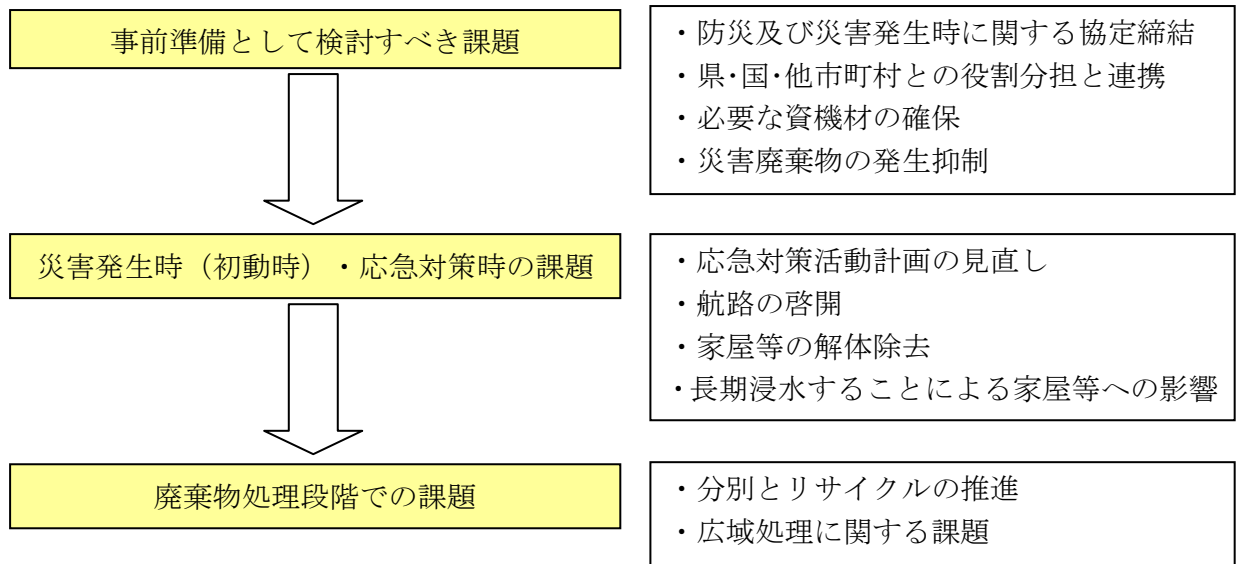 事前準備として検討すべき課題
・防災及び災害発生時に関する協定締結
・県・国・他市町村との役割分担と連携
・必要な資機材の確保
・災害廃棄物の発生抑制
災害発生時（初動時）・応急対策時の課題
・応急対策活動計画の見直し
・航路の啓開
・家屋等の解体除去
・長期浸水することによる家屋等への影響
廃棄物処理段階での課題
・分別とリサイクルの推進
・広域処理に関する課題